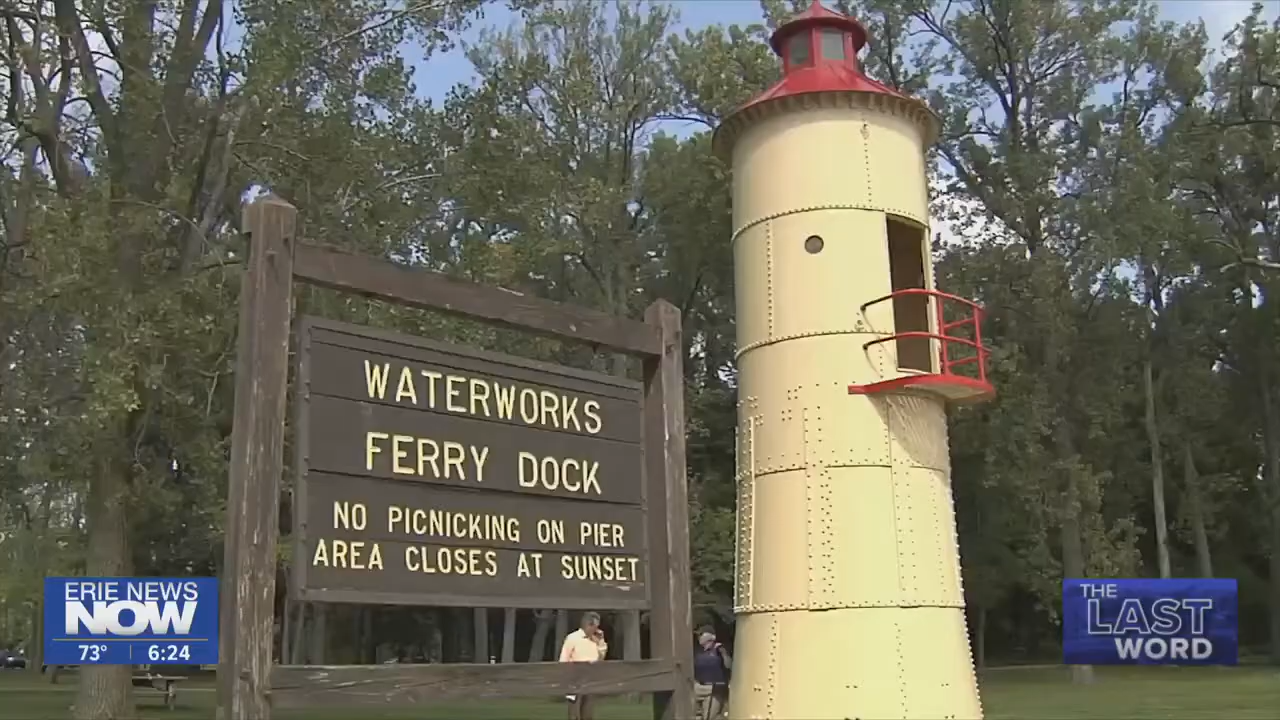 WATERWORKS
FERRY DOCK
NO PICNICKING ON PIER
AREA CLOSES AT SUNSET
ERIE NEWS
NOW
73° | 6:24
THE
LAST
WORD